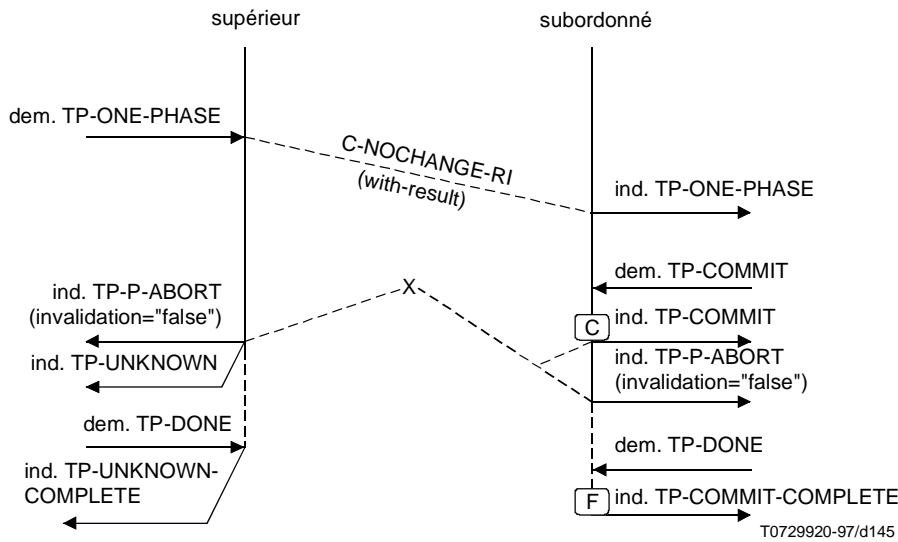 supérieur
subordonné
dem. TP-ONE-PHASE
C-NOCHANGE-RI
(with-result)
ind. TP-ONE-PHASE
dem. TP-COMMIT
X
ind. TP-P-ABORT
(invalidation="false")
C
ind. TP-COMMIT
ind. TP-UNKNOWN
ind. TP-P-ABORT
(invalidation="false")
dem. TP-DONE
dem. TP-DONE
ind. TP-UNKNOWN-
COMPLETE
F
ind. TP-COMMIT-COMPLETE
T0729920-97/d145